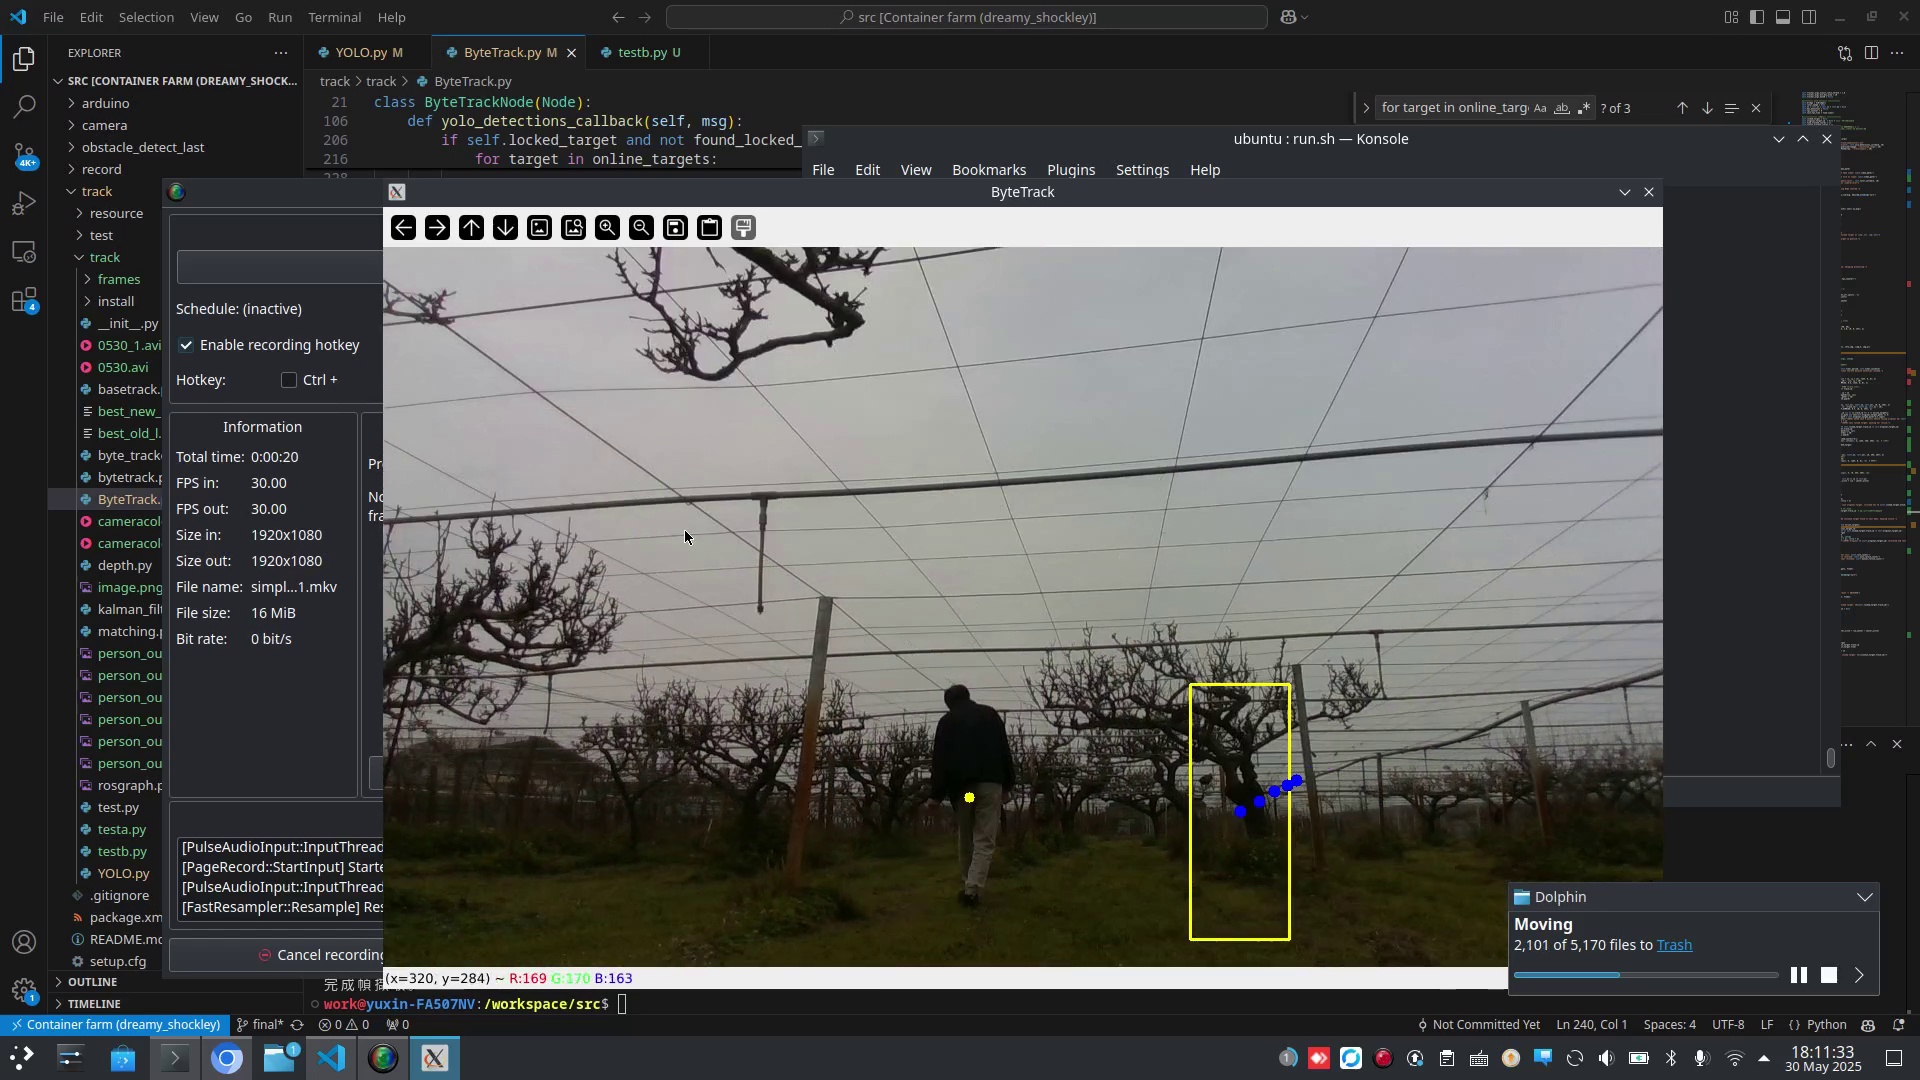 File Edit Selection View Go Run Terminal Help
src [Container farm (dreamy_shockley)]
EXPLORER
YOLO.py M
ByteTrack.py M
testb.py U
SRC [CONTAINER FARM (DREAMY_SHOCK...
track > track > ByteTrack.py
arduino
camera
obstacle_detect_last
record
track
resource
test
track
frames
install
__init__.py
0530_1.avi
0530.avi
basetrack.
best_new_
best_old_l.
byte_track
bytetrack.p
ByteTrack.
cameracol
cameracol
depth.py
image.png
kalman_filt
matching.p
person_ou
person_ou
person_ou
person_ou
person_ou
person_ou
rosgraph.p
test.py
testa.py
testb.py
YOLO.py
.gitignore
package.xm
README.md
setup.cfg
OUTLINE
TIMELINE
4K+
4
1
21 class ByteTrackNode(Node):
106 def yolo_detections_callback(self, msg):
206 if self.locked_target and not found_locked_
216 for target in online_targets:
228
for target in online_targ
Aa ab ? of 3
ubuntu : run.sh — Konsole
File Edit View Bookmarks Plugins Settings Help
ByteTrack
Schedule: (inactive)
Enable recording hotkey
Hotkey: Ctrl +
Information
Total time: 0:00:20
FPS in: 30.00
FPS out: 30.00
Size in: 1920x1080
Size out: 1920x1080
File name: simpl...1.mkv
File size: 16 MiB
Bit rate: 0 bit/s
Pr
No
fra
[PulseAudioInput::InputThread
[PageRecord::StartInput] Starte
[PulseAudioInput::InputThread
[FastResampler::Resample] Res
Cancel recording
(x=320, y=284) ~ R:169 G:170 B:163
work@yuxin-FA507NV:/workspace/src$
Dolphin
Moving
2,101 of 5,170 files to Trash
Container farm (dreamy_shockley) final* 0 0 0
Not Committed Yet Ln 240, Col 1 Spaces: 4 UTF-8 LF {} Python
1
1
18:11:33
30 May 2025